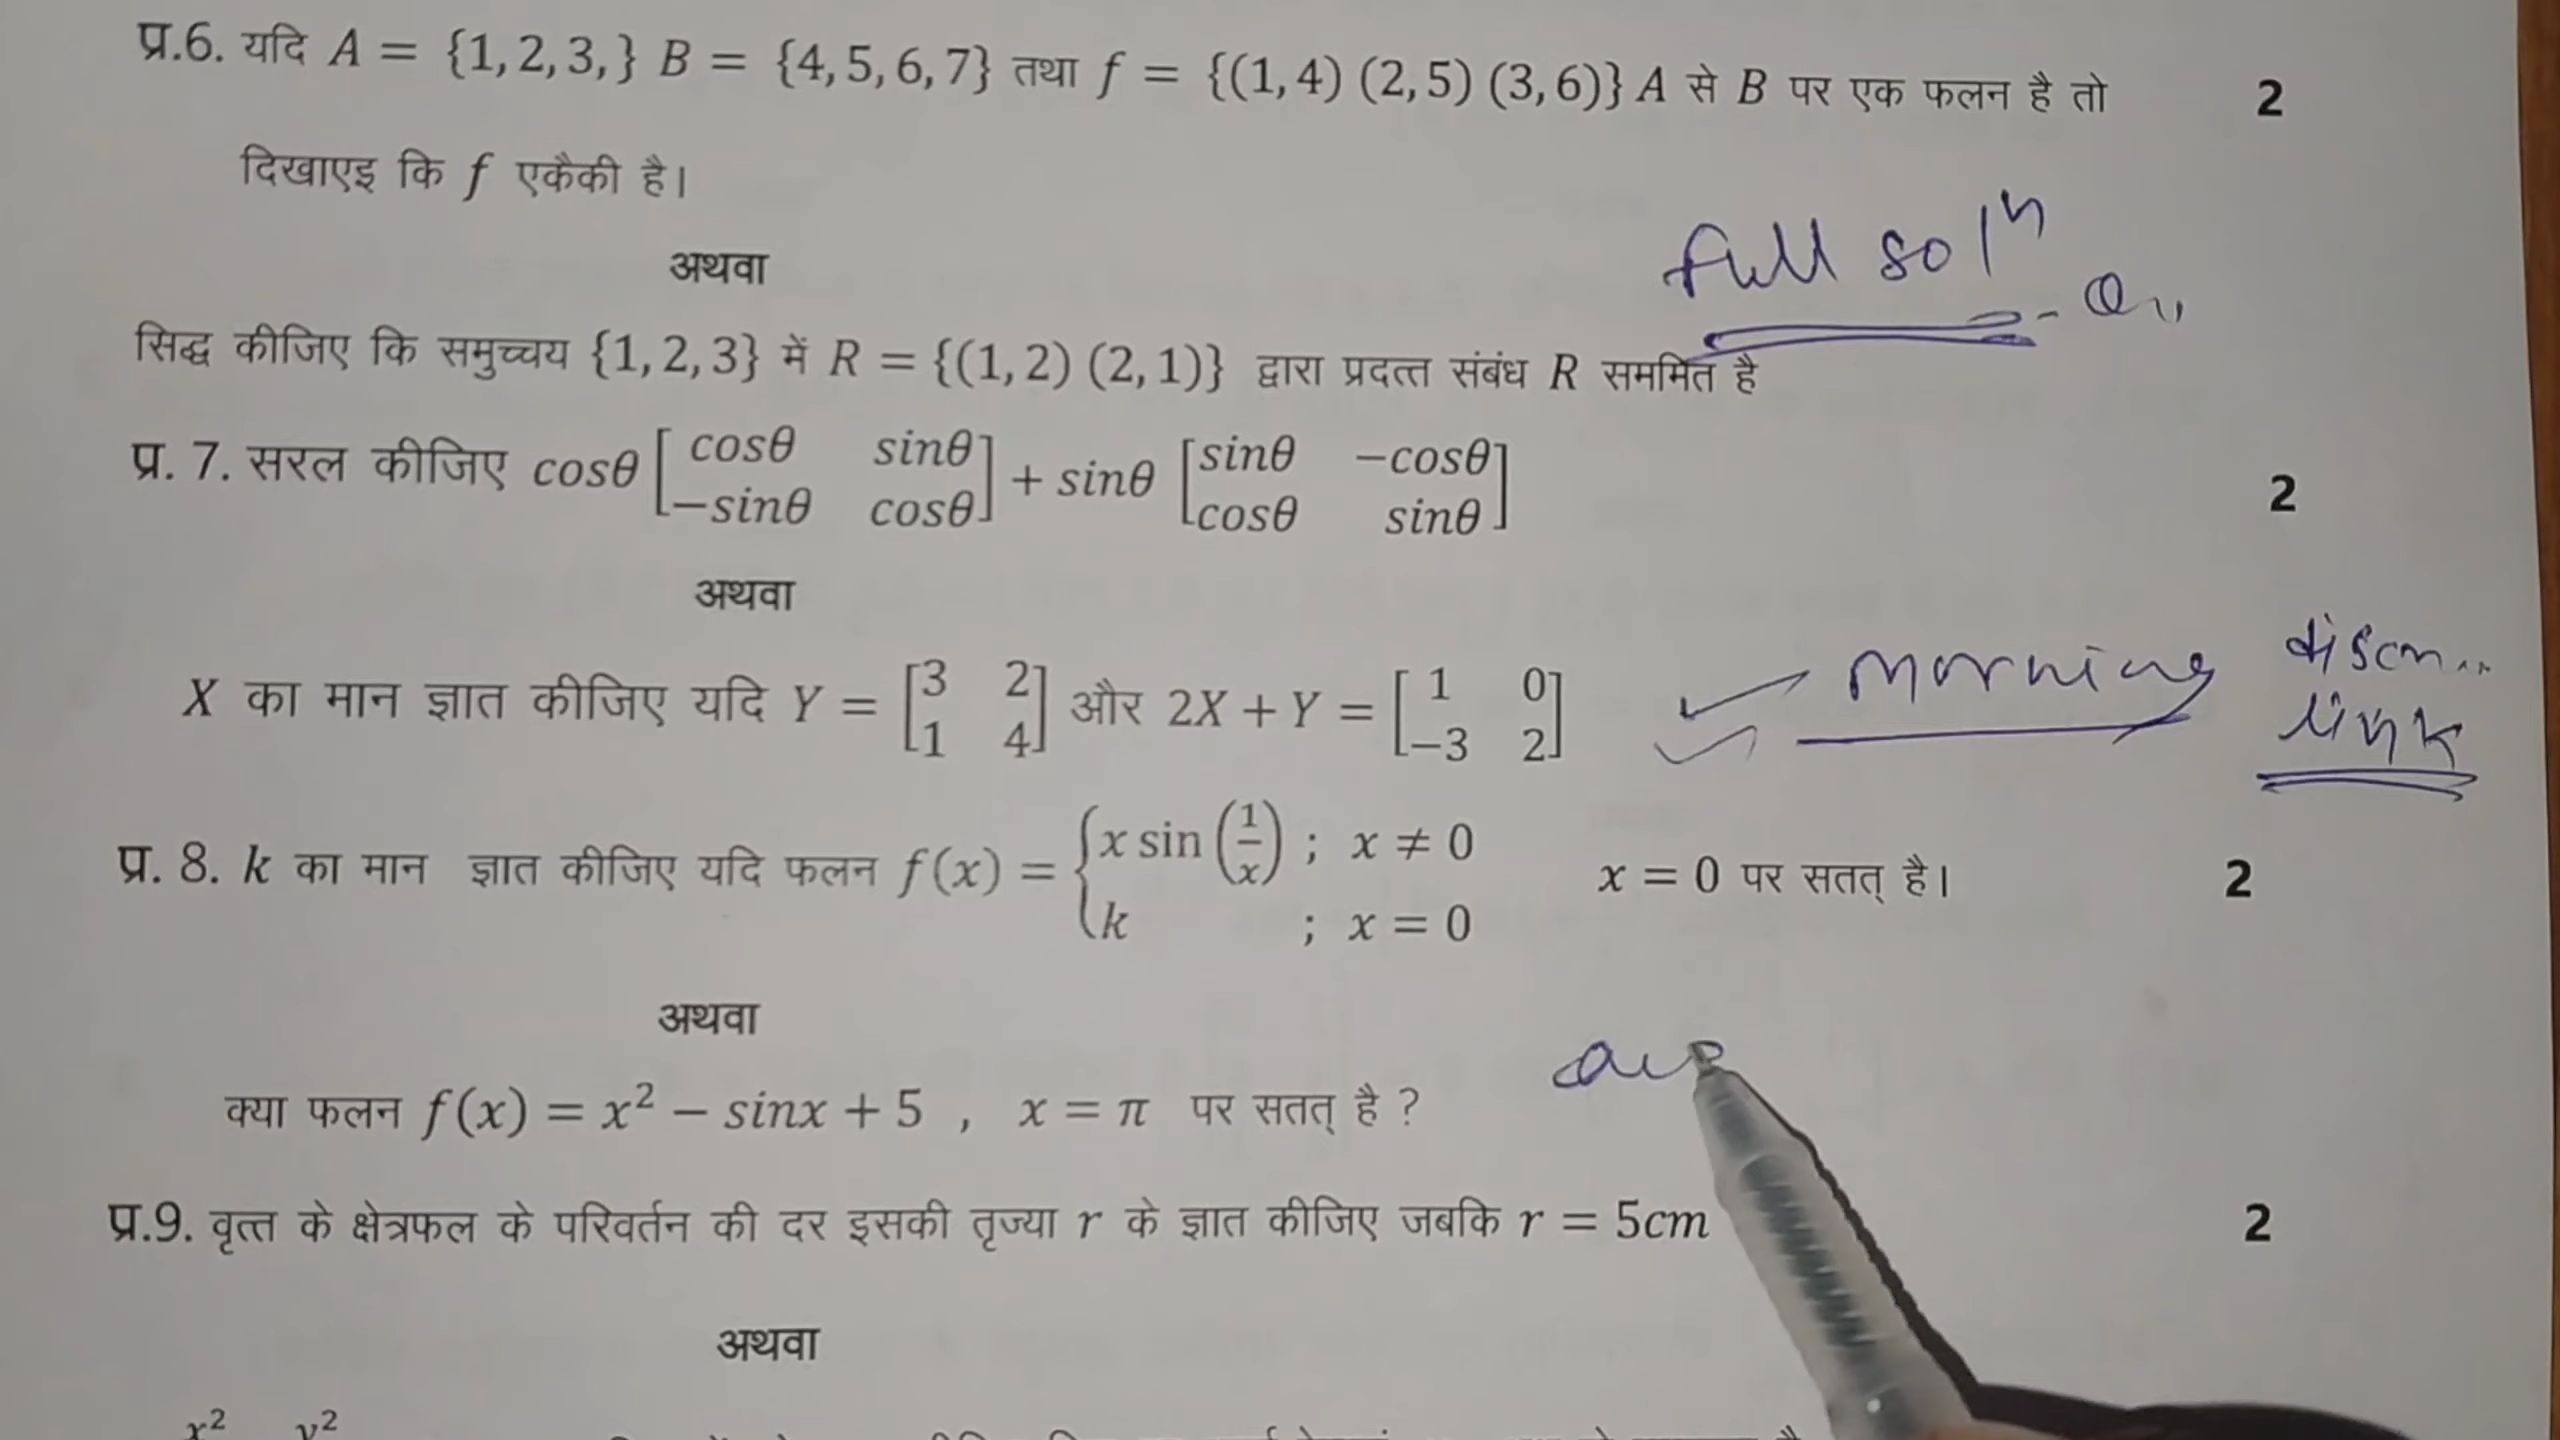 प्र.6. यदि A = {1, 2, 3, } B = {4, 5, 6, 7} तथा f = {(1, 4) (2, 5) (3, 6)} A से B पर एक फलन है तो 2
दिखाएइ कि f एकैकी है।
full solⁿ
अथवा
सिद्ध कीजिए कि समुच्चय {1, 2, 3} में R = {(1, 2) (2, 1)} द्वारा प्रदत्त संबंध R सममित है
प्र. 7. सरल कीजिए cosθ [cosθ sinθ; −sinθ cosθ] + sinθ [sinθ −cosθ; cosθ sinθ] 2
अथवा
X का मान ज्ञात कीजिए यदि Y = [3 2; 1 4] और 2X + Y = [1 0; −3 2]
morning
link
प्र. 8. k का मान ज्ञात कीजिए यदि फलन f(x) = { x sin (1/x) ; x ≠ 0
k ; x = 0
x = 0 पर सतत् है। 2
अथवा
क्या फलन f(x) = x² − sinx + 5 , x = π पर सतत् है ?
प्र.9. वृत्त के क्षेत्रफल के परिवर्तन की दर इसकी तृज्या r के ज्ञात कीजिए जबकि r = 5cm 2
अथवा
x² y²